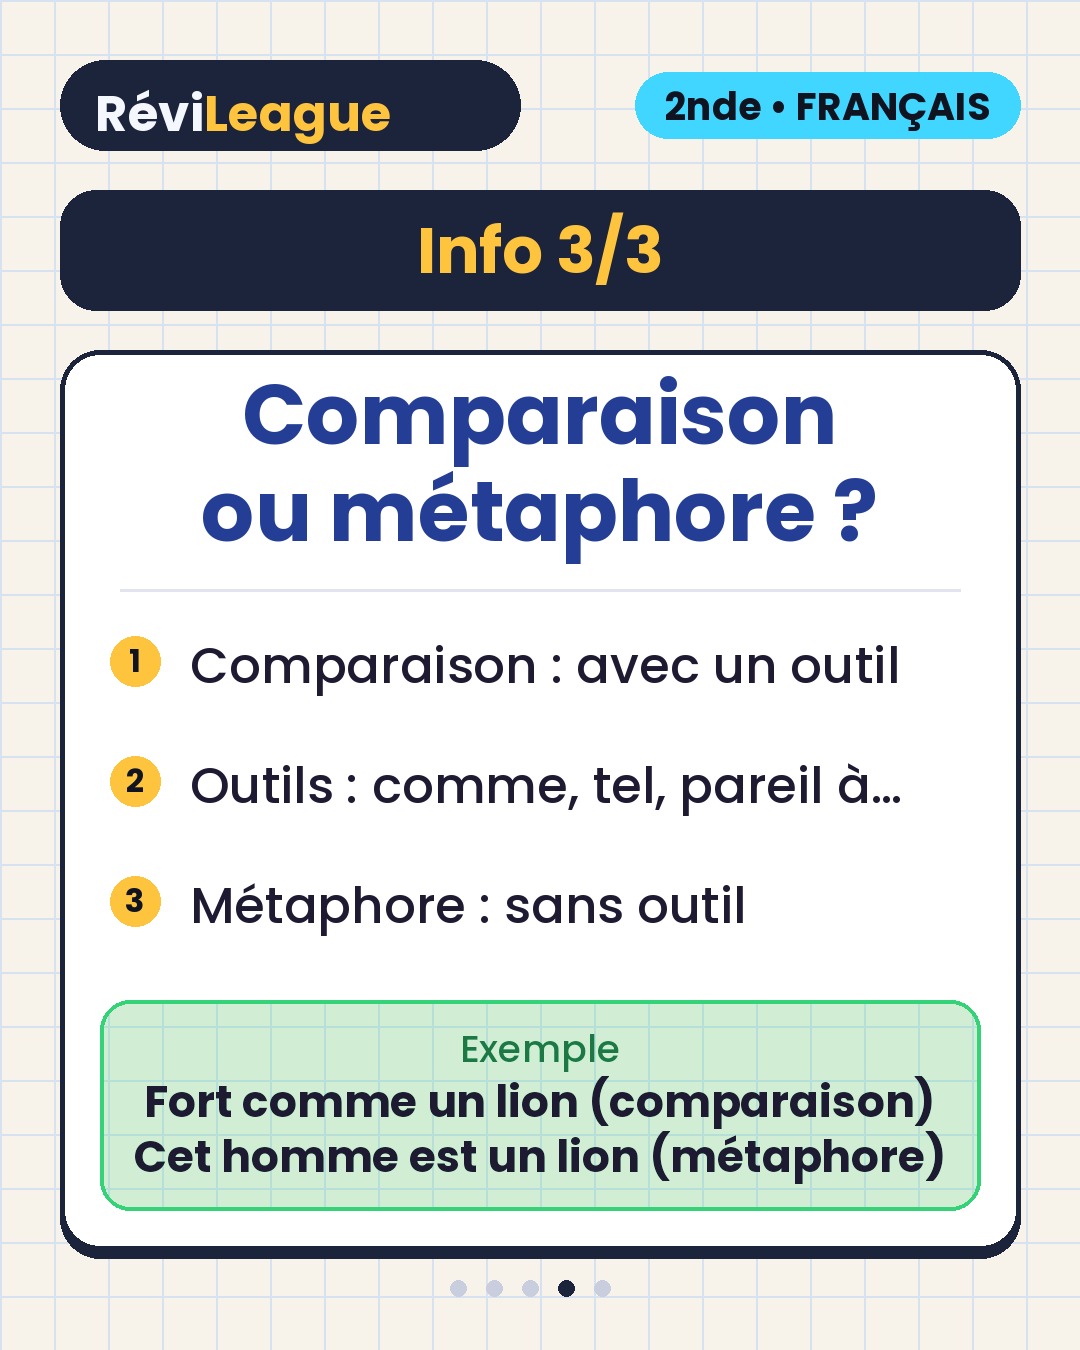 RéviLeague
2nde • FRANÇAIS
Info 3/3
Comparaison
ou métaphore ?
1 Comparaison : avec un outil
2 Outils : comme, tel, pareil à...
3 Métaphore : sans outil
Exemple
Fort comme un lion (comparaison)
Cet homme est un lion (métaphore)